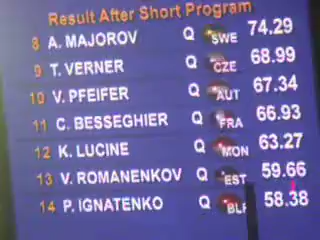 Result After Short Program
8 A. MAJOROV Q SWE 74.29
9 T. VERNER Q CZE 68.99
10 V. PFEIFER Q AUT 67.34
11 C. BESSEGHIER Q FRA 66.93
12 K. LUCINE Q MON 63.27
13 V. ROMANENKOV Q EST 59.66
14 P. IGNATENKO Q BLR 58.38